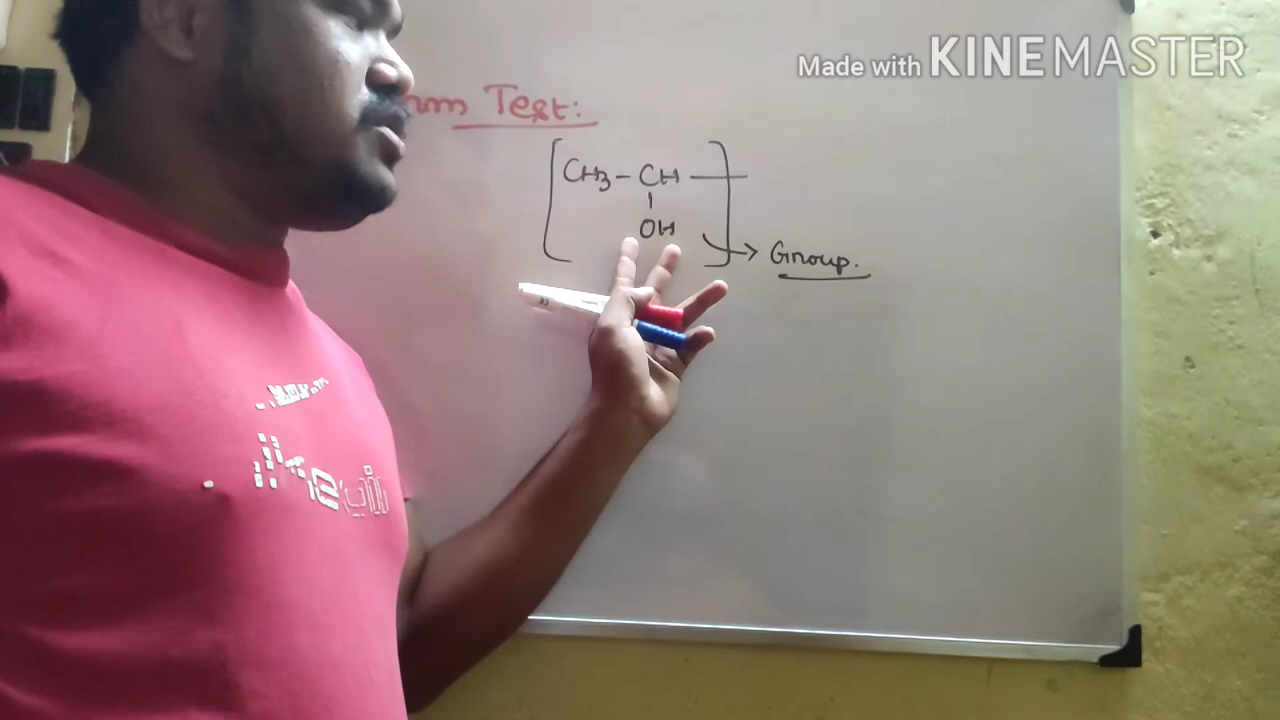 Made with KINEMASTER
Test:
[CH3 – CH –]
OH
Group.